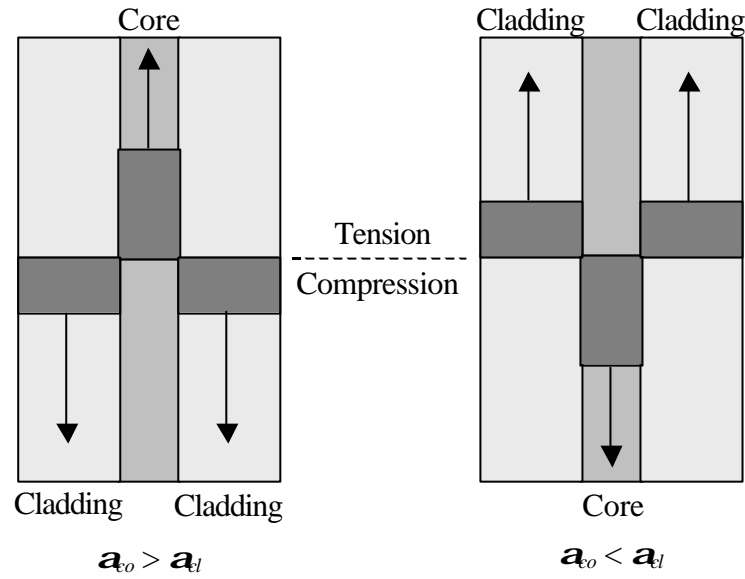 Core
Cladding Cladding
Tension
Compression
Cladding Cladding
Core
a_co > a_cl
a_co < a_cl